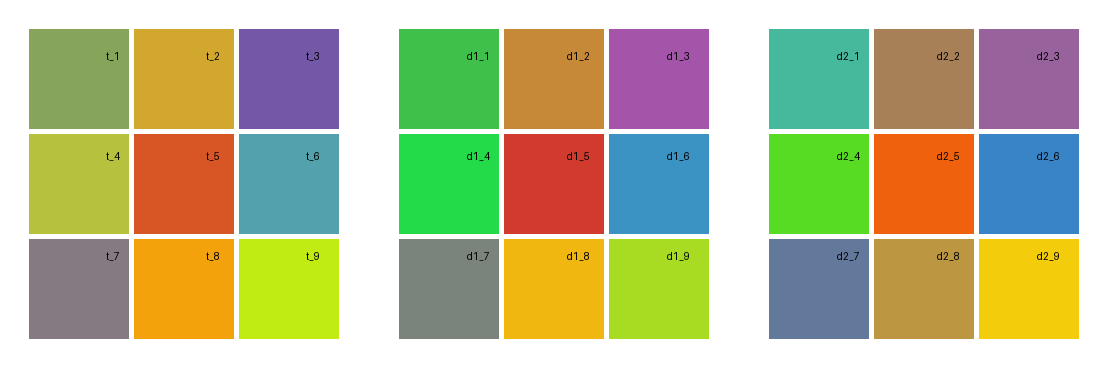 t_1 t_2 t_3 d1_1 d1_2 d1_3 d2_1 d2_2 d2_3
t_4 t_5 t_6 d1_4 d1_5 d1_6 d2_4 d2_5 d2_6
t_7 t_8 t_9 d1_7 d1_8 d1_9 d2_7 d2_8 d2_9